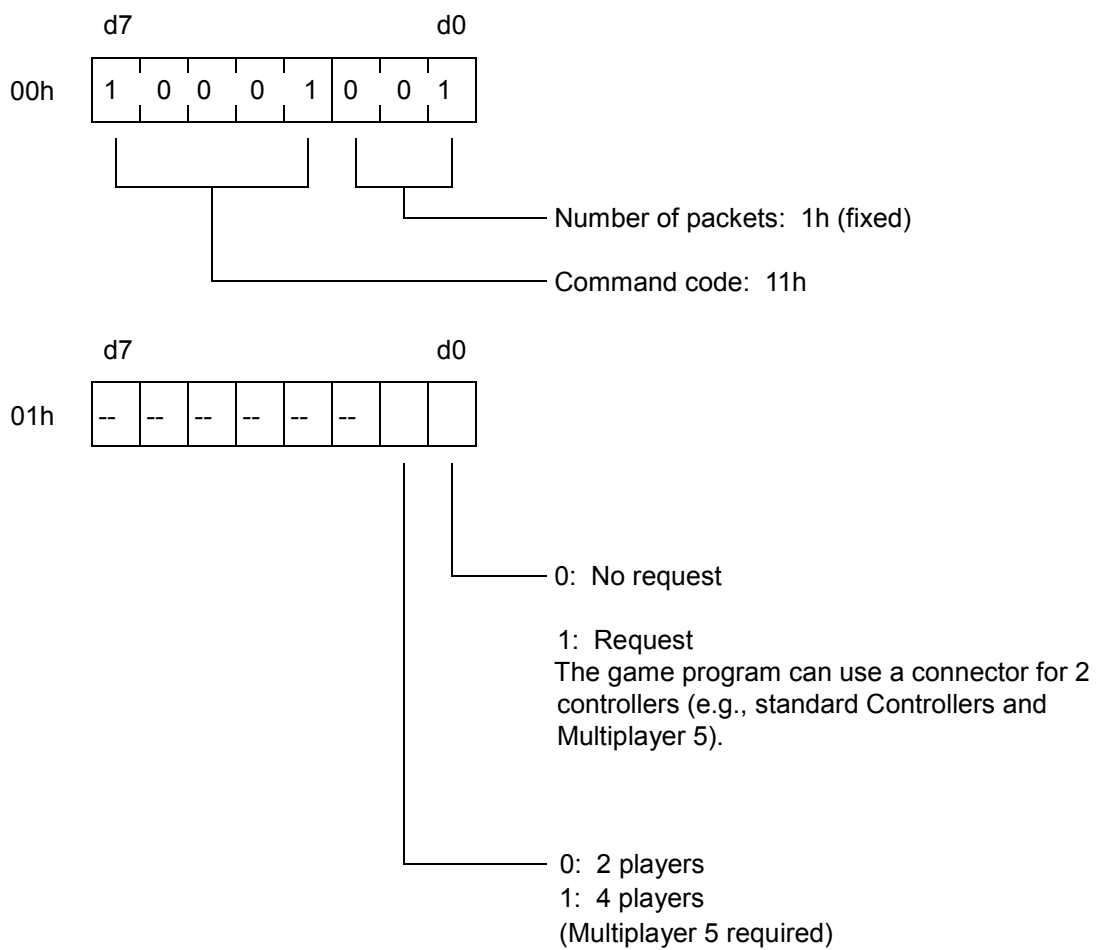 d7 d0
00h 1 0 0 0 1 0 0 1
Number of packets: 1h (fixed)
Command code: 11h
d7 d0
01h -- -- -- -- -- --
0: No request
1: Request
The game program can use a connector for 2
controllers (e.g., standard Controllers and
Multiplayer 5).
0: 2 players
1: 4 players
(Multiplayer 5 required)